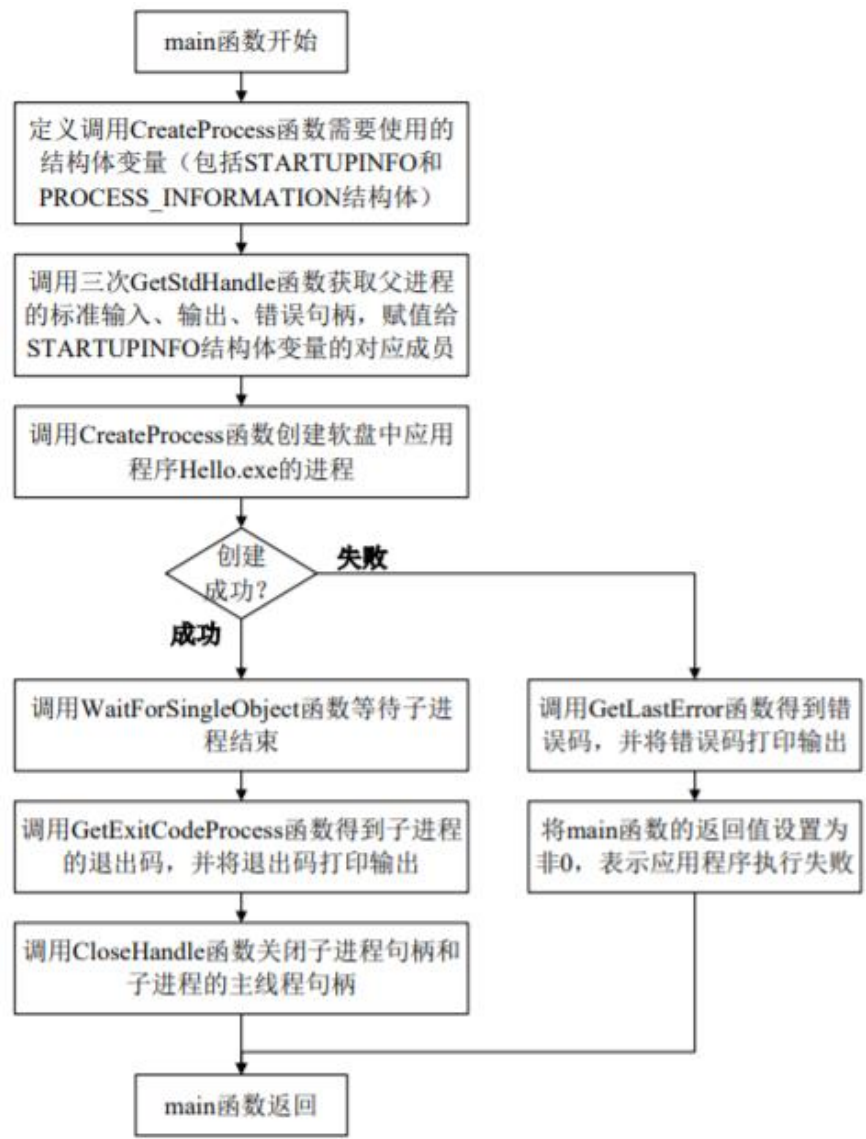 main函数开始
定义调用CreateProcess函数需要使用的
结构体变量（包括STARTUPINFO和
PROCESS_INFORMATION结构体）
调用三次GetStdHandle函数获取父进程
的标准输入、输出、错误句柄，赋值给
STARTUPINFO结构体变量的对应成员
调用CreateProcess函数创建软盘中应用
程序Hello.exe的进程
创建
成功？
失败
成功
调用WaitForSingleObject函数等待子进
程结束
调用GetExitCodeProcess函数得到子进程
的退出码，并将退出码打印输出
调用CloseHandle函数关闭子进程句柄和
子进程的主线程句柄
调用GetLastError函数得到错
误码，并将错误码打印输出
将main函数的返回值设置为
非0，表示应用程序执行失败
main函数返回